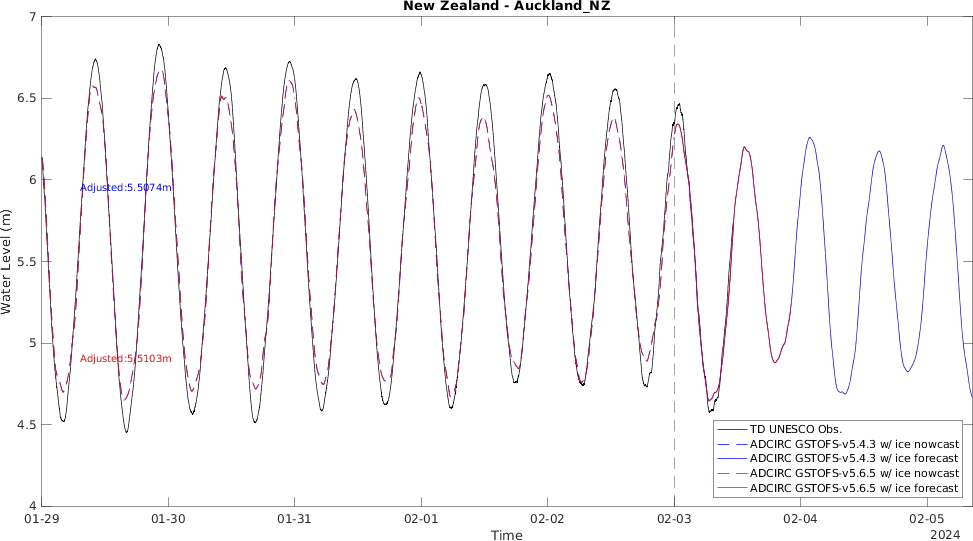 New Zealand - Auckland_NZ
7
6.5
6
5.5
5
4.5
4
Water Level (m)
Adjusted:5.5074m
Adjusted:5.5103m
TD UNESCO Obs.
ADCIRC GSTOFS-v5.4.3 w/ ice nowcast
ADCIRC GSTOFS-v5.4.3 w/ ice forecast
ADCIRC GSTOFS-v5.6.5 w/ ice nowcast
ADCIRC GSTOFS-v5.6.5 w/ ice forecast
01-29 01-30 01-31 02-01 02-02 02-03 02-04 02-05
Time
2024